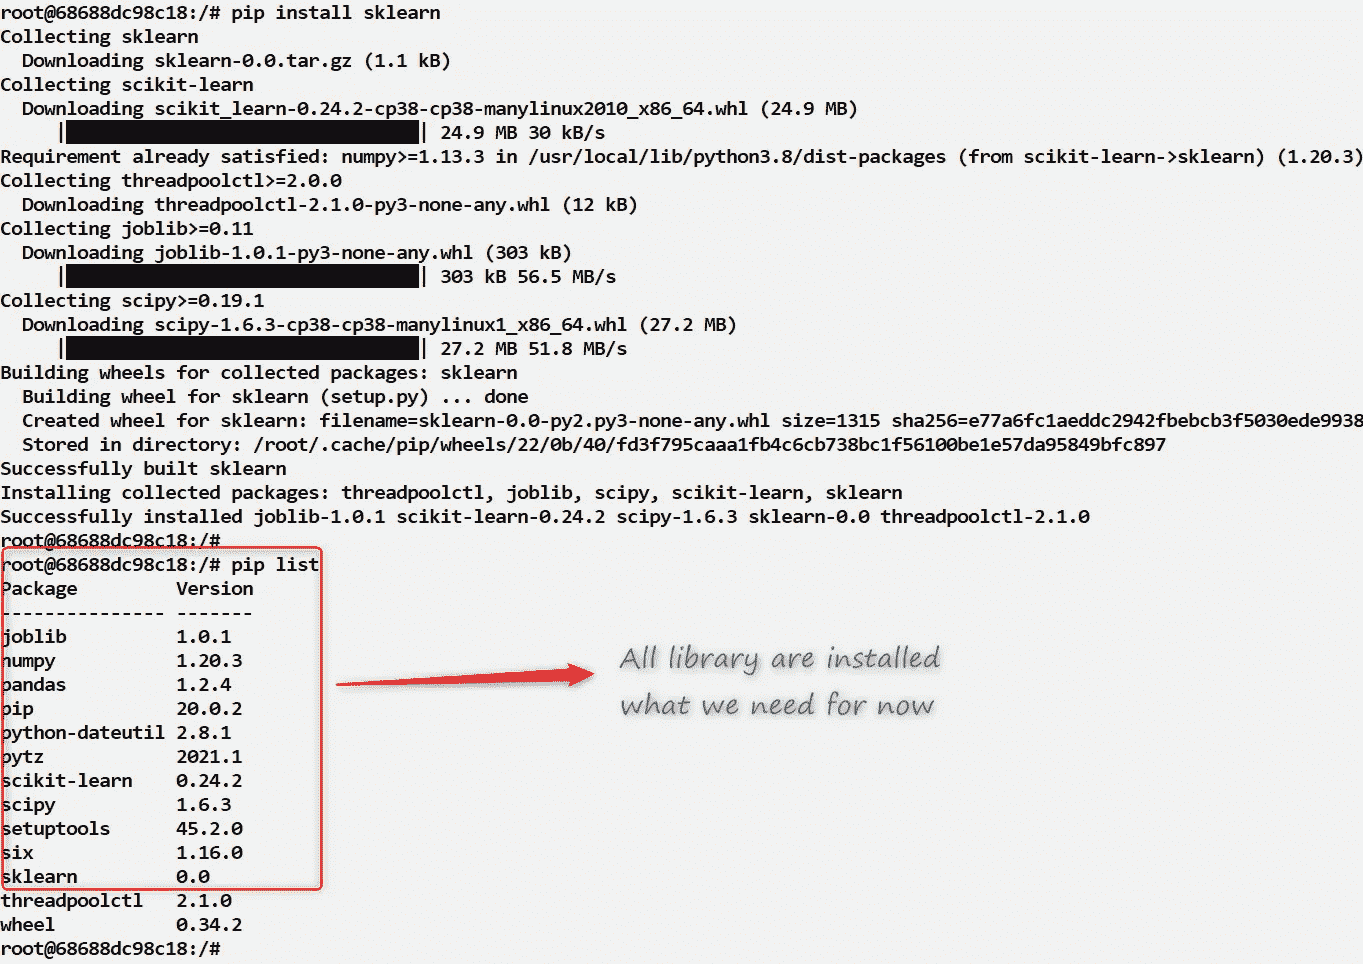 root@68688dc98c18:/# pip install sklearn
Collecting sklearn
Downloading sklearn-0.0.tar.gz (1.1 kB)
Collecting scikit-learn
Downloading scikit_learn-0.24.2-cp38-cp38-manylinux2010_x86_64.whl (24.9 MB)
|████████████████████████████████| 24.9 MB 30 kB/s
Requirement already satisfied: numpy>=1.13.3 in /usr/local/lib/python3.8/dist-packages (from scikit-learn->sklearn) (1.20.3)
Collecting threadpoolctl>=2.0.0
Downloading threadpoolctl-2.1.0-py3-none-any.whl (12 kB)
Collecting joblib>=0.11
Downloading joblib-1.0.1-py3-none-any.whl (303 kB)
|████████████████████████████████| 303 kB 56.5 MB/s
Collecting scipy>=0.19.1
Downloading scipy-1.6.3-cp38-cp38-manylinux1_x86_64.whl (27.2 MB)
|████████████████████████████████| 27.2 MB 51.8 MB/s
Building wheels for collected packages: sklearn
Building wheel for sklearn (setup.py) ... done
Created wheel for sklearn: filename=sklearn-0.0-py2.py3-none-any.whl size=1315 sha256=e77a6fc1aeddc2942fbebcb3f5030ede9938
Stored in directory: /root/.cache/pip/wheels/22/0b/40/fd3f795caaa1fb4c6cb738bc1f56100be1e57da95849bfc897
Successfully built sklearn
Installing collected packages: threadpoolctl, joblib, scipy, scikit-learn, sklearn
Successfully installed joblib-1.0.1 scikit-learn-0.24.2 scipy-1.6.3 sklearn-0.0 threadpoolctl-2.1.0
root@68688dc98c18:/#
root@68688dc98c18:/# pip list
Package Version
--------------- -------
joblib 1.0.1
numpy 1.20.3
pandas 1.2.4
pip 20.0.2
python-dateutil 2.8.1
pytz 2021.1
scikit-learn 0.24.2
scipy 1.6.3
setuptools 45.2.0
six 1.16.0
sklearn 0.0
threadpoolctl 2.1.0
wheel 0.34.2
root@68688dc98c18:/#
All library are installed
what we need for now